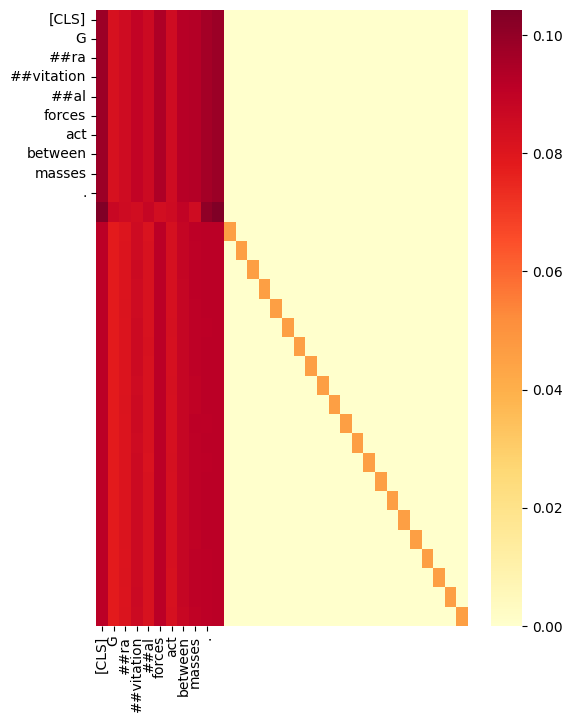 [CLS]
G
##ra
##vitation
##al
forces
act
between
masses
.
0.10
0.08
0.06
0.04
0.02
0.00
[CLS]
G
##ra
##vitation
##al
forces
act
between
masses
.